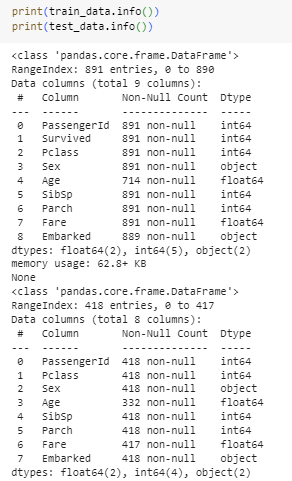 print(train_data.info())
print(test_data.info())
<class 'pandas.core.frame.DataFrame'>
RangeIndex: 891 entries, 0 to 890
Data columns (total 9 columns):
 #   Column       Non-Null Count  Dtype
---  ------       --------------  -----
 0   PassengerId  891 non-null    int64
 1   Survived     891 non-null    int64
 2   Pclass       891 non-null    int64
 3   Sex          891 non-null    object
 4   Age          714 non-null    float64
 5   SibSp        891 non-null    int64
 6   Parch        891 non-null    int64
 7   Fare         891 non-null    float64
 8   Embarked     889 non-null    object
dtypes: float64(2), int64(5), object(2)
memory usage: 62.8+ KB
None
<class 'pandas.core.frame.DataFrame'>
RangeIndex: 418 entries, 0 to 417
Data columns (total 8 columns):
 #   Column       Non-Null Count  Dtype
---  ------       --------------  -----
 0   PassengerId  418 non-null    int64
 1   Pclass       418 non-null    int64
 2   Sex          418 non-null    object
 3   Age          332 non-null    float64
 4   SibSp        418 non-null    int64
 5   Parch        418 non-null    int64
 6   Fare         417 non-null    float64
 7   Embarked     418 non-null    object
dtypes: float64(2), int64(4), object(2)